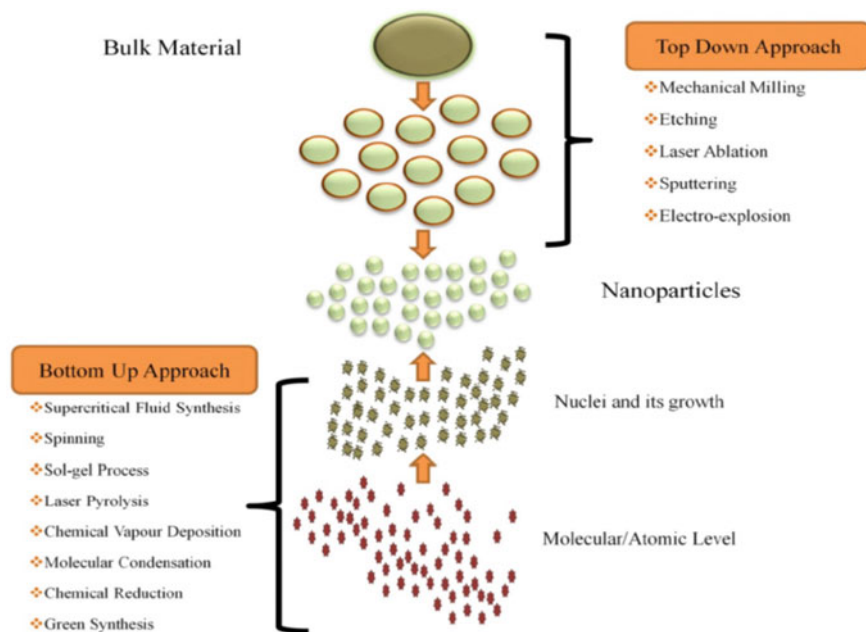 Bulk Material
Top Down Approach
❖Mechanical Milling
❖Etching
❖Laser Ablation
❖Sputtering
❖Electro-explosion
Nanoparticles
Bottom Up Approach
❖Supercritical Fluid Synthesis
❖Spinning
❖Sol-gel Process
❖Laser Pyrolysis
❖Chemical Vapour Deposition
❖Molecular Condensation
❖Chemical Reduction
❖Green Synthesis
Nuclei and its growth
Molecular/Atomic Level